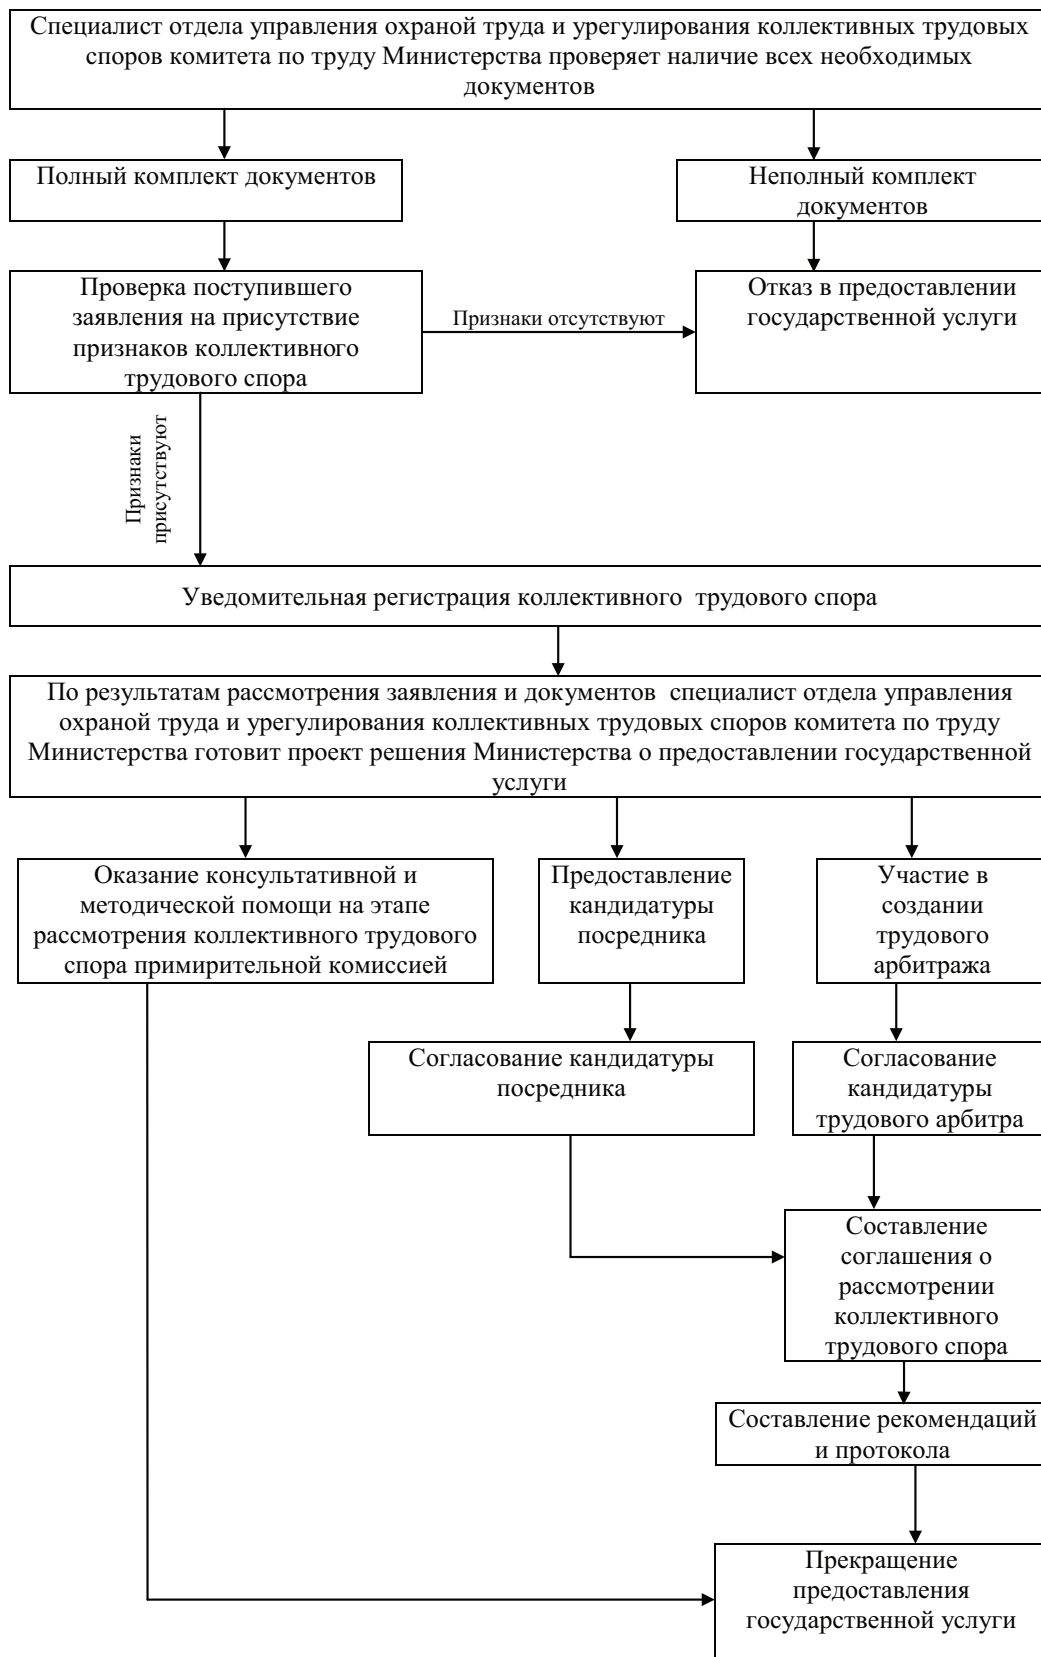 Специалист отдела управления охраной труда и урегулирования коллективных трудовых
споров комитета по труду Министерства проверяет наличие всех необходимых
документов
Полный комплект документов
Неполный комплект
документов
Проверка поступившего
заявления на присутствие
признаков коллективного
трудового спора
Признаки отсутствуют
Отказ в предоставлении
государственной услуги
Признаки
присутствуют
Уведомительная регистрация коллективного трудового спора
По результатам рассмотрения заявления и документов специалист отдела управления
охраной труда и урегулирования коллективных трудовых споров комитета по труду
Министерства готовит проект решения Министерства о предоставлении государственной
услуги
Оказание консультативной и
методической помощи на этапе
рассмотрения коллективного трудового
спора примирительной комиссией
Предоставление
кандидатуры
посредника
Участие в
создании
трудового
арбитража
Согласование кандидатуры
посредника
Согласование
кандидатуры
трудового арбитра
Составление
соглашения о
рассмотрении
коллективного
трудового спора
Составление рекомендаций
и протокола
Прекращение
предоставления
государственной услуги